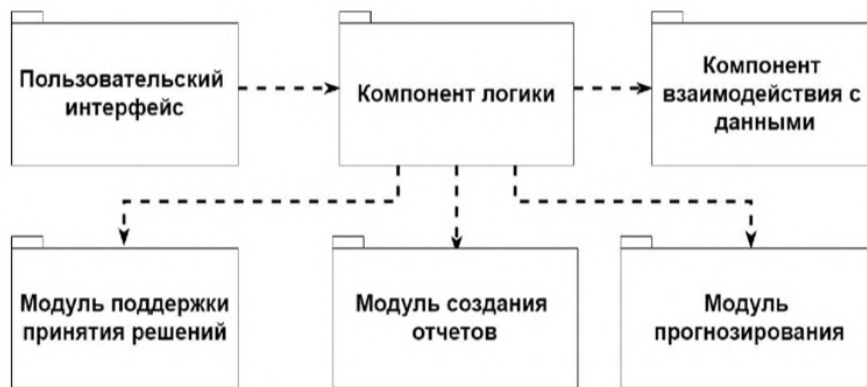 Пользовательский
интерфейс
Компонент логики
Компонент
взаимодействия с
данными
Модуль поддержки
принятия решений
Модуль создания
отчетов
Модуль
прогнозирования